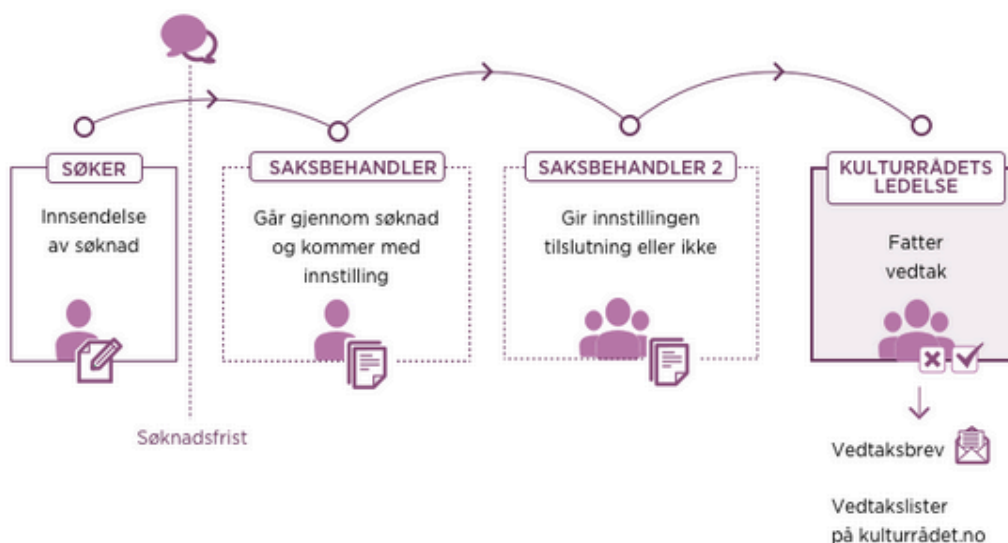 SØKER
Innsendelse
av søknad
Søknadsfrist
SAKSBEHANDLER
Går gjennom søknad
og kommer med
innstilling
SAKSBEHANDLER 2
Gir innstillingen
tilslutning eller ikke
KULTURRÅDETS
LEDELSE
Fatter
vedtak
Vedtaksbrev
Vedtakslister
på kulturrådet.no